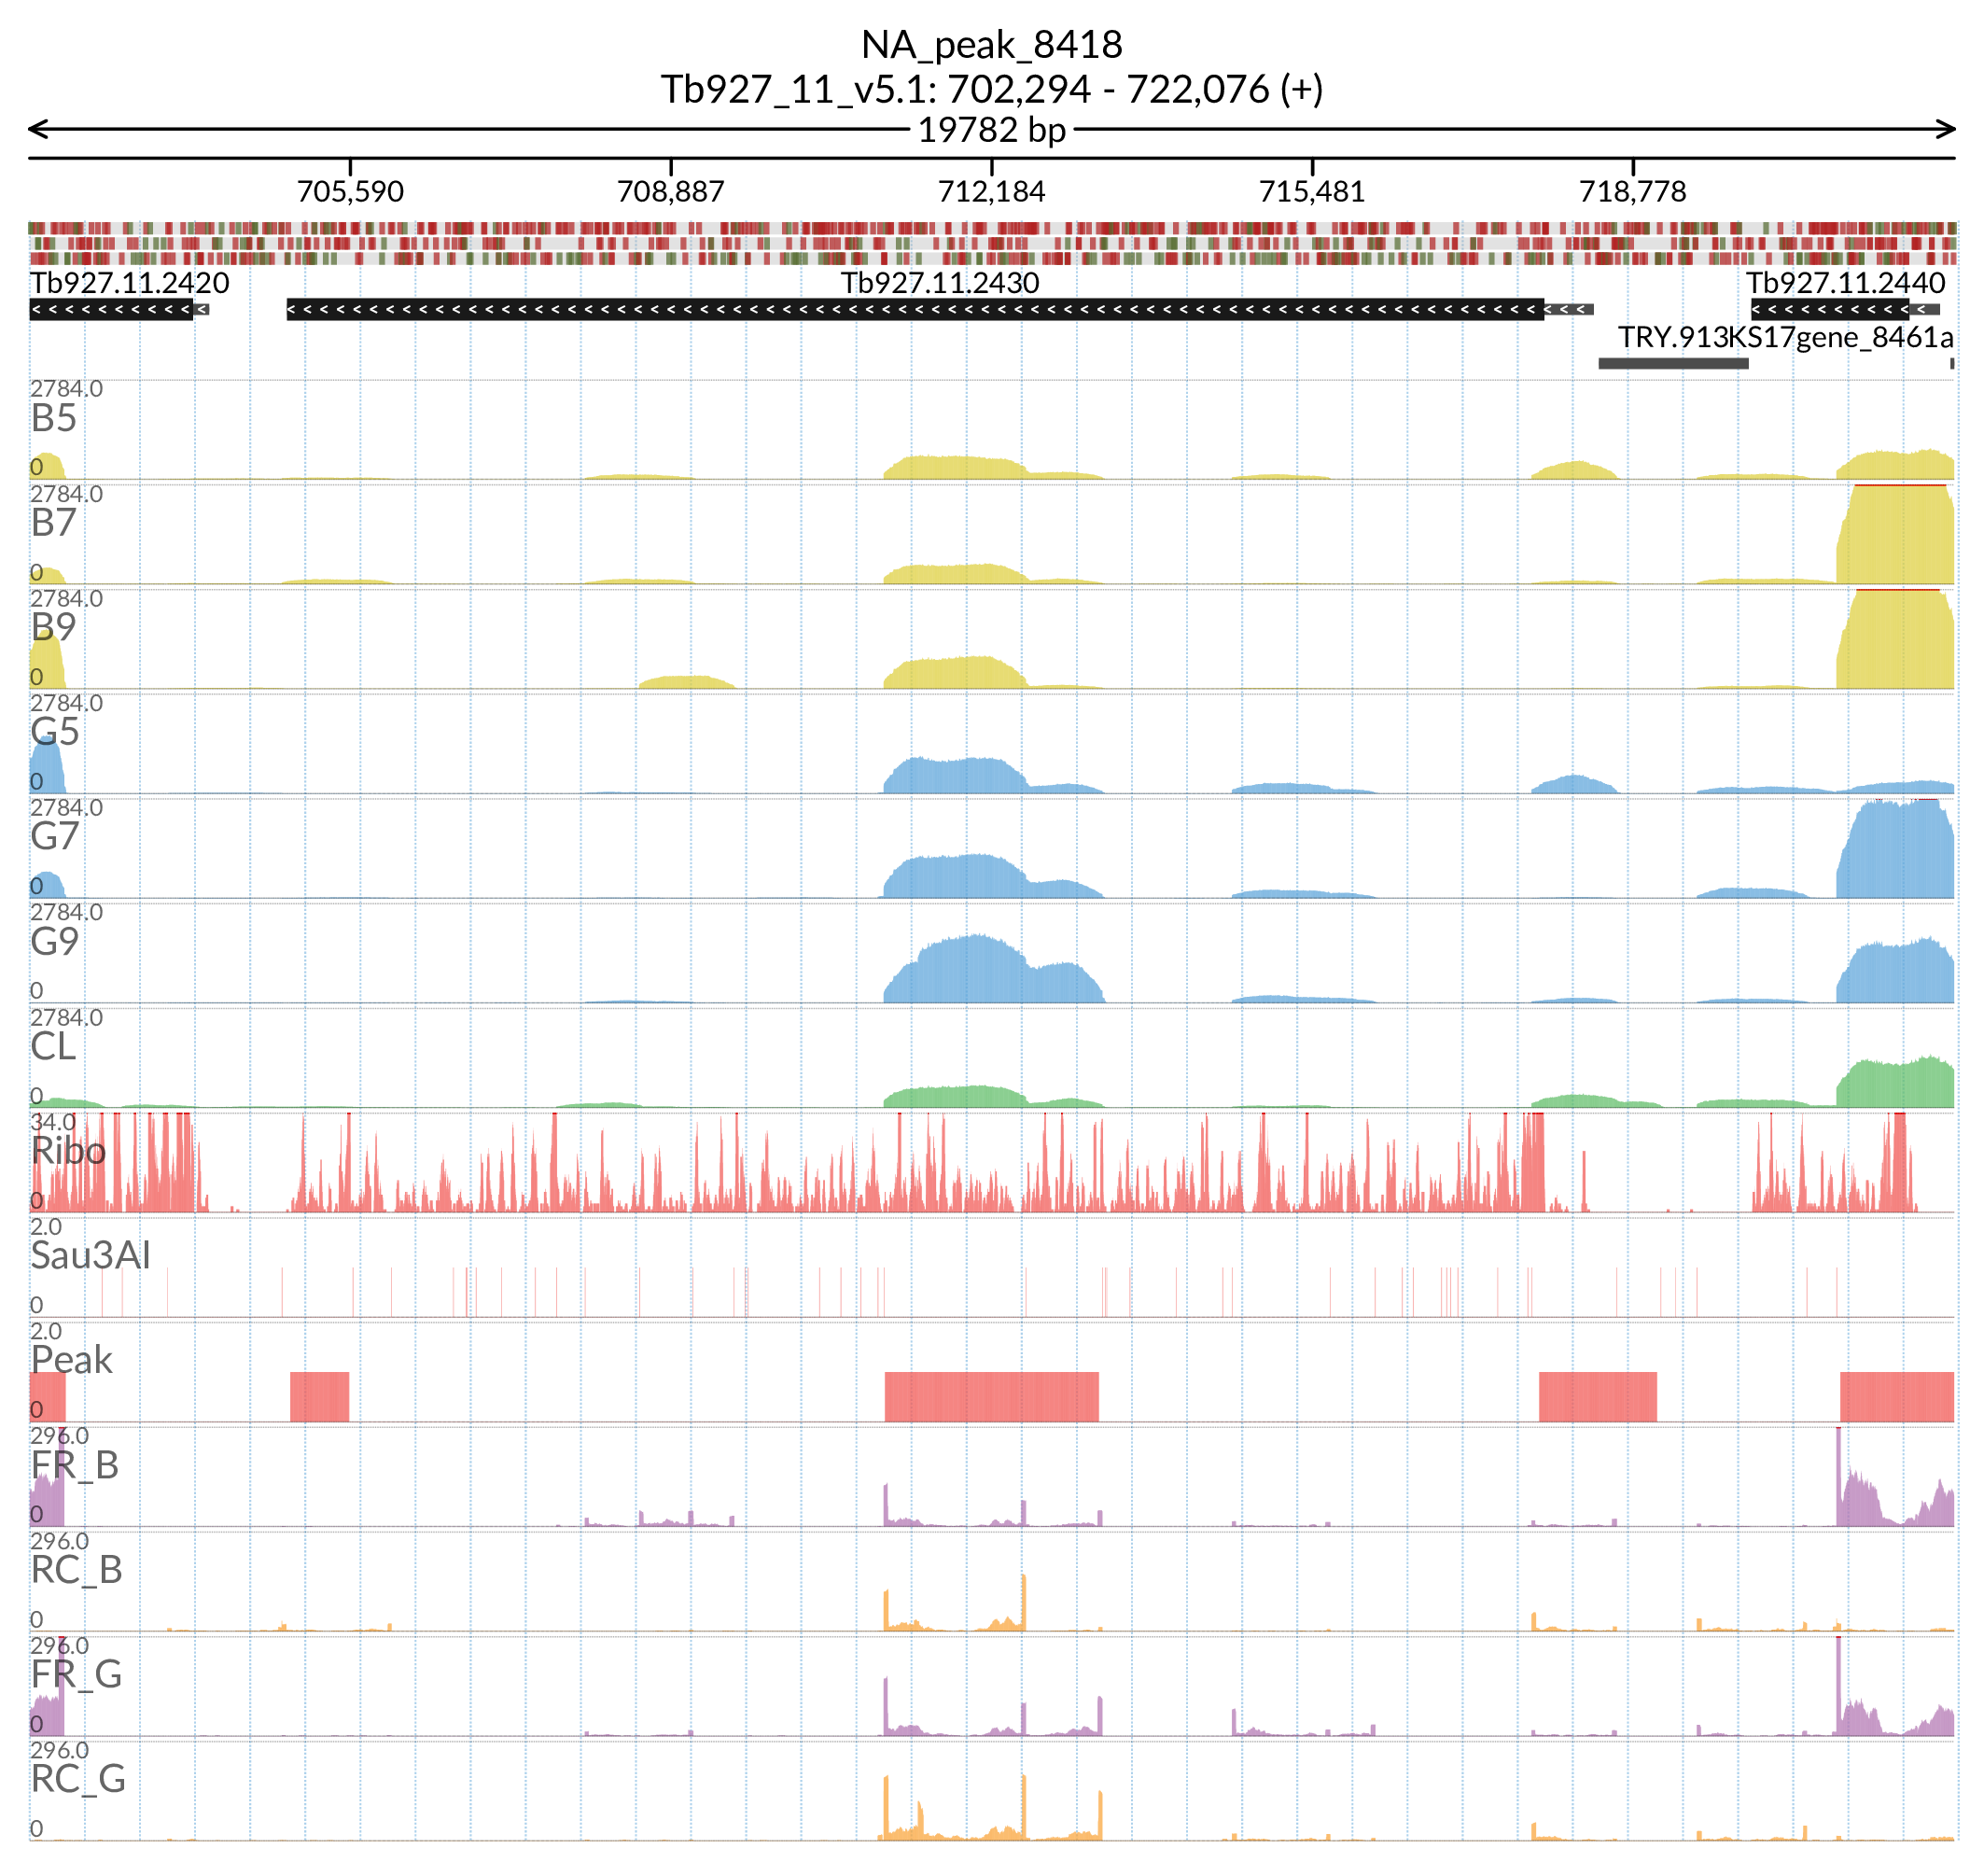 NA_peak_8418
Tb927_11_v5.1: 702,294 - 722,076 (+)
19782 bp
705,590 708,887 712,184 715,481 718,778
Tb927.11.2420 Tb927.11.2430 Tb927.11.2440
TRY.913KS17gene_8461a
2784.0
B5
0
2784.0
B7
0
2784.0
B9
0
2784.0
G5
0
2784.0
G7
0
2784.0
G9
0
2784.0
CL
0
34.0
Ribo
0
2.0
Sau3AI
0
2.0
Peak
0
296.0
FR_B
0
296.0
RC_B
0
296.0
FR_G
0
296.0
RC_G
0